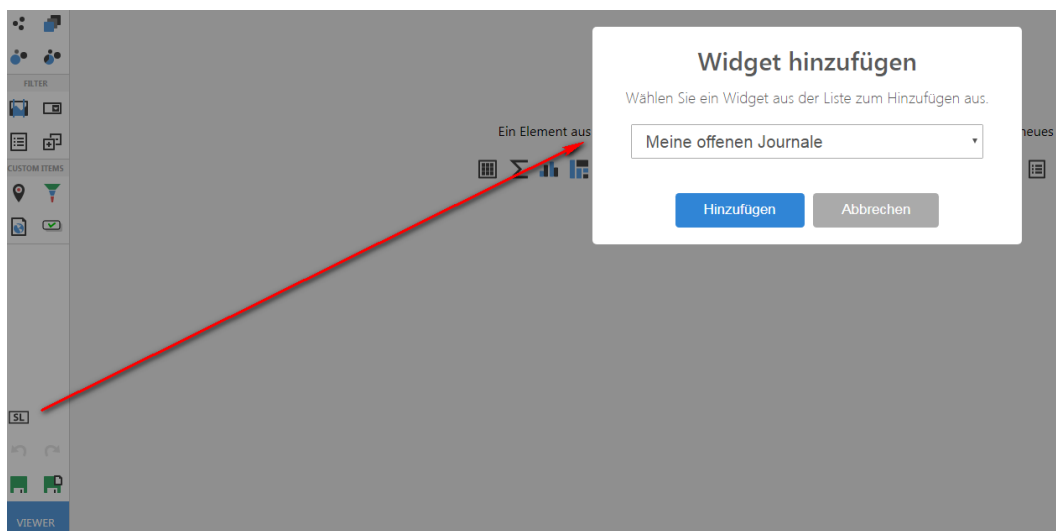 FILTER
CUSTOM ITEMS
SL
VIEWER
Ein Element aus
neues
Widget hinzufügen
Wählen Sie ein Widget aus der Liste zum Hinzufügen aus.
Meine offenen Journale
Hinzufügen
Abbrechen